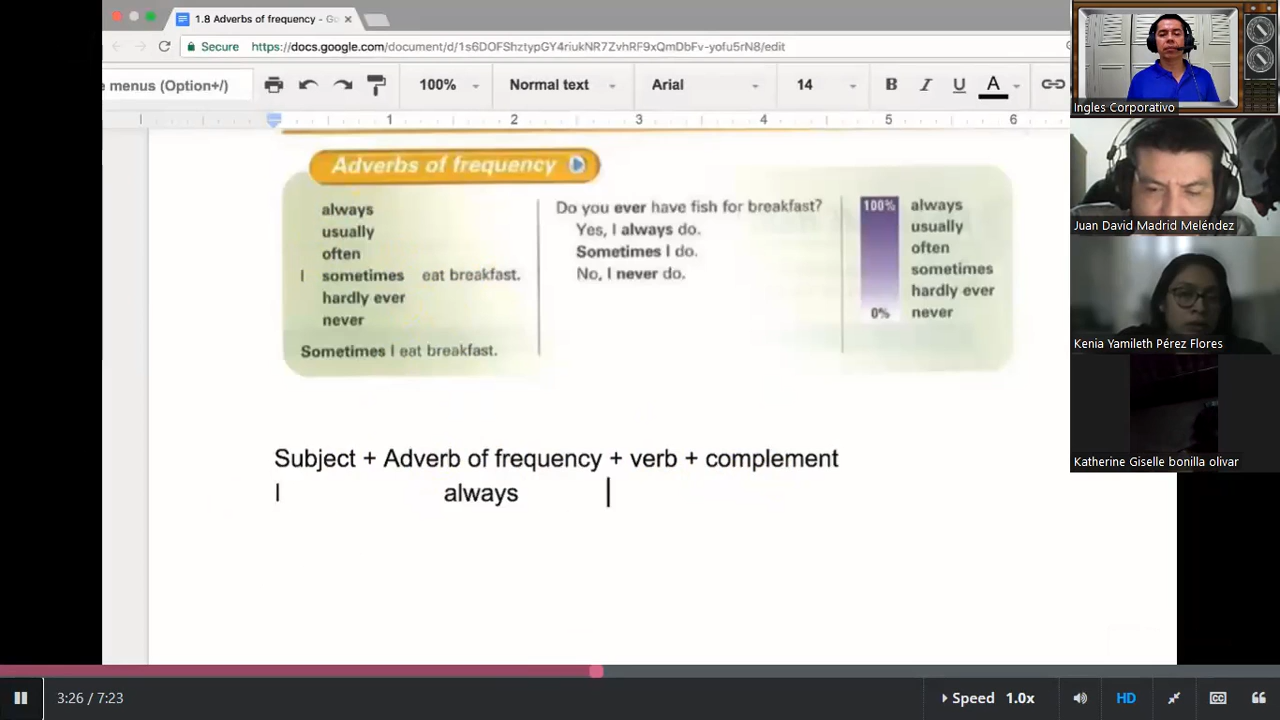 1.8 Adverbs of frequency - Go
Secure https://docs.google.com/document/d/1s6DOFShztypGY4riukNR7ZvhRF9xQmDbFv-yofu5rN8/edit
e menus (Option+/) 100% Normal text Arial 14 B I U A
1 2 3 4 5 6
Adverbs of frequency
always
usually
often
I sometimes eat breakfast.
hardly ever
never
Sometimes I eat breakfast.
Do you ever have fish for breakfast?
Yes, I always do.
Sometimes I do.
No, I never do.
100% always
usually
often
sometimes
hardly ever
0% never
Subject + Adverb of frequency + verb + complement
I always
Ingles Corporativo
Juan David Madrid Meléndez
Kenia Yamileth Pérez Flores
Katherine Giselle bonilla olivar
3:26 / 7:23 Speed 1.0x HD CC